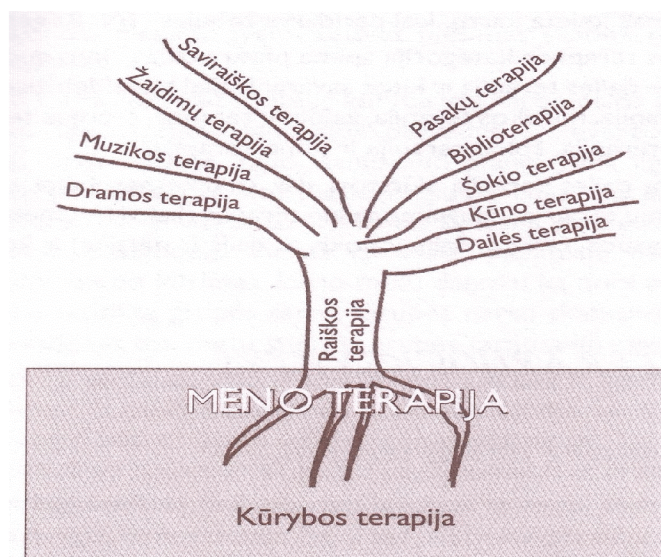 Saviraiškos terapija
Žaidimų terapija
Muzikos terapija
Dramos terapija
Pasakų terapija
Biblioterapija
Šokio terapija
Kūno terapija
Dailės terapija
Raiškos
terapija
MENO TERAPIJA
Kūrybos terapija